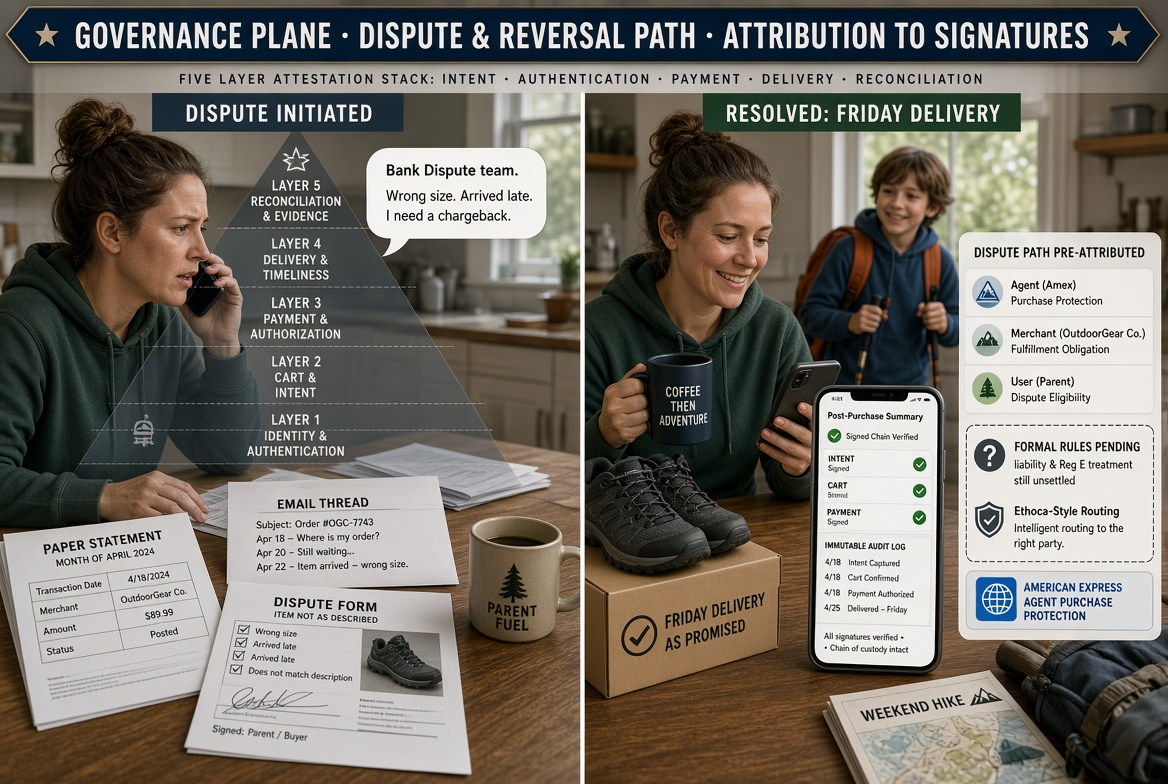 GOVERNANCE PLANE · DISPUTE & REVERSAL PATH · ATTRIBUTION TO SIGNATURES
FIVE LAYER ATTESTATION STACK: INTENT · AUTHENTICATION · PAYMENT · DELIVERY · RECONCILIATION
DISPUTE INITIATED
LAYER 5
RECONCILIATION
& EVIDENCE
LAYER 4
DELIVERY &
TIMELINESS
LAYER 3
PAYMENT &
AUTHORIZATION
LAYER 2
CART &
INTENT
LAYER 1
IDENTITY &
AUTHENTICATION
Bank Dispute team.
Wrong size. Arrived late.
I need a chargeback.
PAPER STATEMENT
MONTH OF APRIL 2024
Transaction Date 4/18/2024
Merchant OutdoorGear Co.
Amount $89.99
Status Posted
EMAIL THREAD
Subject: Order #OGC-7743
Apr 18 – Where is my order?
Apr 20 – Still waiting...
Apr 22 – Item arrived – wrong size.
DISPUTE FORM
ITEM NOT AS DESCRIBED
Wrong size
Arrived late
Arrived late
Does not match description
Signed: Parent / Buyer
PARENT
FUEL
RESOLVED: FRIDAY DELIVERY
COFFEE
THEN
ADVENTURE
FRIDAY DELIVERY
AS PROMISED
4:21
Post-Purchase Summary
Signed Chain Verified
INTENT
Signed
CART
PAYMENT
Signed
IMMUTABLE AUDIT LOG
4/18 Intent Captured
4/18 Cart Confirmed
4/18 Payment Authorized
4/25 Delivered – Friday
All signatures verified •
• Chain of custody intact
DISPUTE PATH PRE-ATTRIBUTED
Agent (Amex)
Purchase Protection
Merchant (OutdoorGear Co.)
Fulfillment Obligation
User (Parent)
Dispute Eligibility
?
FORMAL RULES PENDING
liability & Reg E treatment
still unsettled
Ethoca-Style Routing
Intelligent routing to the
right party.
AMERICAN EXPRESS
AGENT PURCHASE
PROTECTION
WEEKEND HIKE